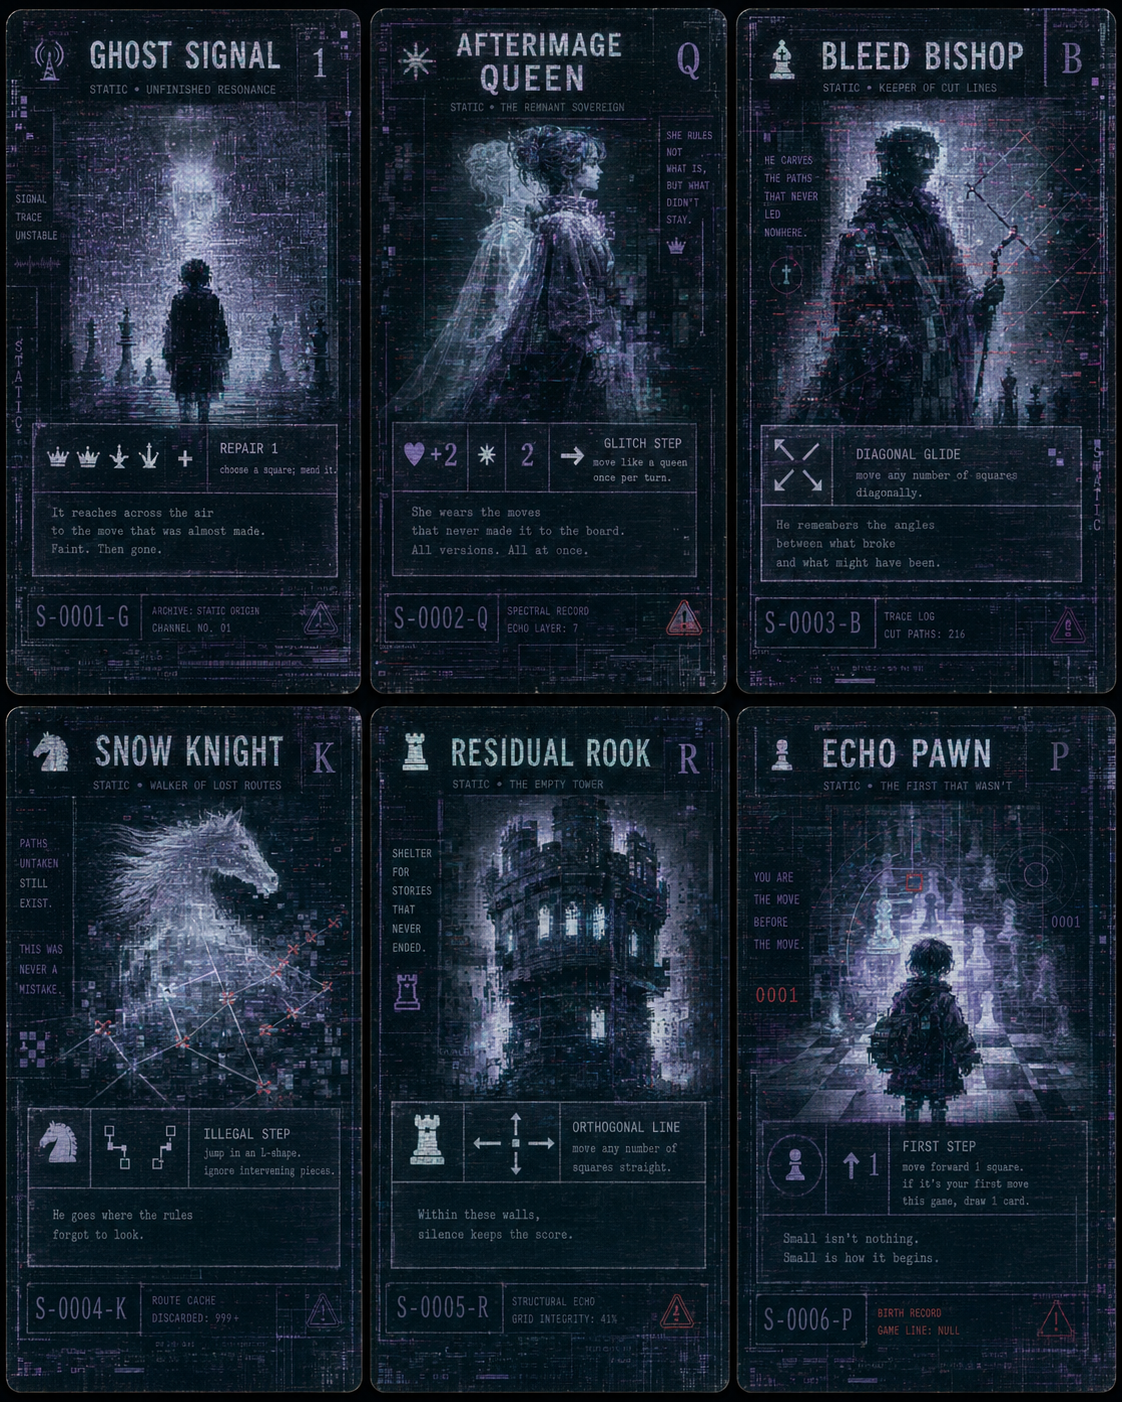 GHOST SIGNAL
1
STATIC • UNFINISHED RESONANCE
SIGNAL
TRACE
UNSTABLE
STATIC
REPAIR 1
choose a square; mend it.
It reaches across the air
to the move that was almost made.
Faint. Then gone.
S-0001-G
ARCHIVE: STATIC ORIGIN
CHANNEL NO. 01
AFTERIMAGE
QUEEN
Q
STATIC • THE REMNANT SOVEREIGN
SHE RULES
NOT
WHAT IS,
BUT WHAT
DIDN'T
STAY.
+2
2
GLITCH STEP
move like a queen
once per turn.
She wears the moves
that never made it to the board.
All versions. All at once.
S-0002-Q
SPECTRAL RECORD
ECHO LAYER: 7
BLEED BISHOP
B
STATIC • KEEPER OF CUT LINES
HE CARVES
THE PATHS
THAT NEVER
LED
NOWHERE.
DIAGONAL GLIDE
move any number of squares
diagonally.
STATIC
He remembers the angles
between what broke
and what might have been.
S-0003-B
TRACE LOG
CUT PATHS: 216
SNOW KNIGHT
K
STATIC • WALKER OF LOST ROUTES
PATHS
UNTAKEN
STILL
EXIST.
THIS WAS
NEVER A
MISTAKE.
ILLEGAL STEP
jump in an L-shape.
ignore intervening pieces.
He goes where the rules
forgot to look.
S-0004-K
ROUTE CACHE
DISCARDED: 999+
RESIDUAL ROOK
R
STATIC • THE EMPTY TOWER
SHELTER
FOR
STORIES
THAT
NEVER
ENDED.
ORTHOGONAL LINE
move any number of
squares straight.
Within these walls,
silence keeps the score.
S-0005-R
STRUCTURAL ECHO
GRID INTEGRITY: 41%
ECHO PAWN
P
STATIC • THE FIRST THAT WASN'T
YOU ARE
THE MOVE
BEFORE
THE MOVE.
0001
0001
1
FIRST STEP
move forward 1 square.
if it's your first move
this game, draw 1 card.
Small isn't nothing.
Small is how it begins.
S-0006-P
BIRTH RECORD
GAME LINE: NULL